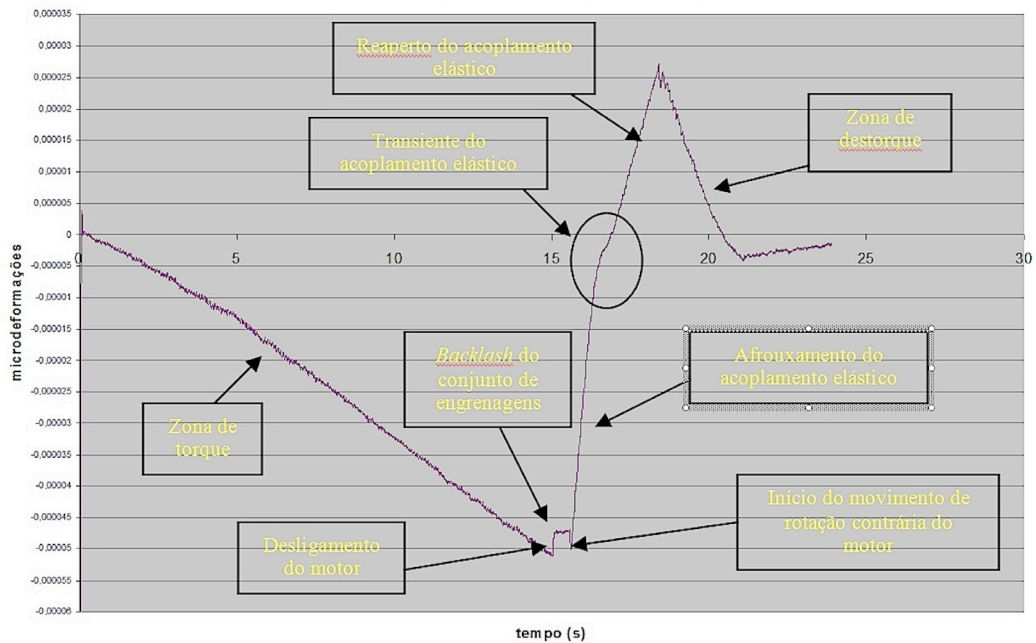 0,000035
0,00003
0,000025
0,00002
0,000015
0,00001
0,000005
0
-0,000005
-0,00001
-0,000015
-0,00002
-0,000025
-0,00003
-0,000035
-0,00004
-0,000045
-0,00005
-0,000055
-0,00006
microdeformações
0
5
10
15
20
25
30
tempo (s)
Reaperto do acoplamento
elástico
Transiente do
acoplamento elástico
Zona de
destorque
Backlash do
conjunto de
engrenagens
Afrouxamento do
acoplamento elástico
Zona de
torque
Desligamento
do motor
Início do movimento de
rotação contrária do
motor